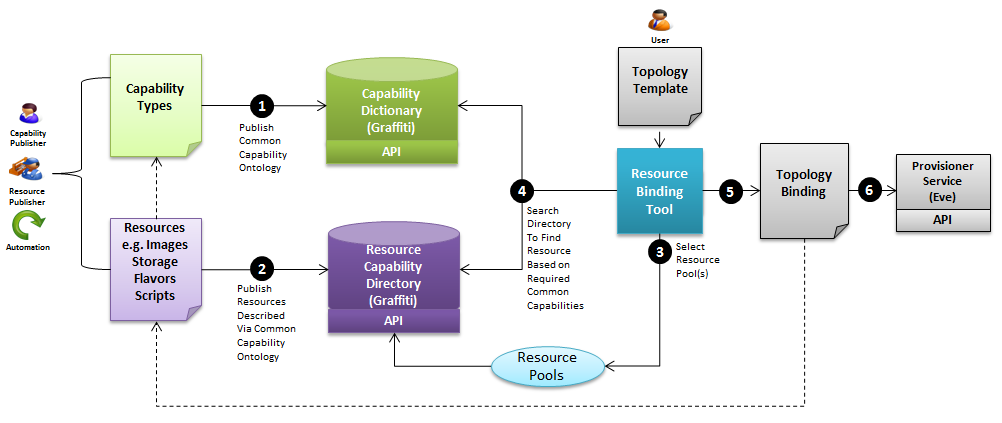 User
Capability
Publisher
Resource
Publisher
Automation
Capability
Types
1
Publish
Common
Capability
Ontology
Capability
Dictionary
(Graffiti)
API
Topology
Template
Resource
Binding
Tool
4
Search
Directory
To Find
Resource
Based on
Required
Common
Capabilities
5
Topology
Binding
6
Provisioner
Service
(Eve)
API
Resources
e.g. Images
Storage
Flavors
Scripts
2
Publish
Resources
Described
Via Common
Capability
Ontology
Resource
Capability
Directory
(Graffiti)
API
3
Select
Resource
Pool(s)
Resource
Pools